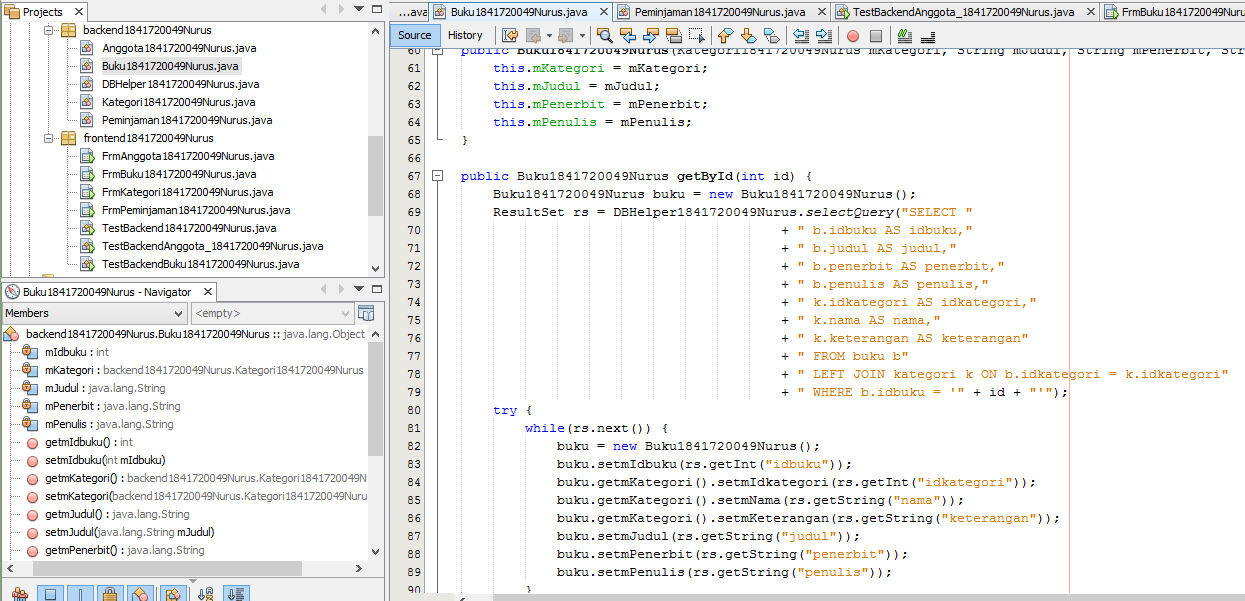 Projects
backend1841720049Nurus
Anggota1841720049Nurus.java
Buku1841720049Nurus.java
DBHelper1841720049Nurus.java
Kategori1841720049Nurus.java
Peminjaman1841720049Nurus.java
frontend1841720049Nurus
FrmAnggota1841720049Nurus.java
FrmBuku1841720049Nurus.java
FrmKategori1841720049Nurus.java
FrmPeminjaman1841720049Nurus.java
TestBackend1841720049Nurus.java
TestBackendAnggota_1841720049Nurus.java
TestBackendBuku1841720049Nurus.java
Buku1841720049Nurus - Navigator
Members <empty>
backend1841720049Nurus.Buku1841720049Nurus :: java.lang.Object
mIdbuku : int
mKategori : backend1841720049Nurus.Kategori1841720049Nurus
mJudul : java.lang.String
mPenerbit : java.lang.String
mPenulis : java.lang.String
getmIdbuku() : int
setmIdbuku(int mIdbuku)
getmKategori() : backend1841720049Nurus.Kategori1841720049N
setmKategori(backend1841720049Nurus.Kategori1841720049Nuru
getmJudul() : java.lang.String
setmJudul(java.lang.String mJudul)
getmPenerbit() : java.lang.String
...ava Buku1841720049Nurus.java Peminjaman1841720049Nurus.java TestBackendAnggota_1841720049Nurus.java FrmBuku1841720049Nuru
Source History
60 public Buku1841720049Nurus(Kategori1841720049Nurus mKategori, String mJudul, String mPenerbit, Str
61 this.mKategori = mKategori;
62 this.mJudul = mJudul;
63 this.mPenerbit = mPenerbit;
64 this.mPenulis = mPenulis;
65 }
66
67 public Buku1841720049Nurus getById(int id) {
68 Buku1841720049Nurus buku = new Buku1841720049Nurus();
69 ResultSet rs = DBHelper1841720049Nurus.selectQuery("SELECT "
70 + " b.idbuku AS idbuku,"
71 + " b.judul AS judul,"
72 + " b.penerbit AS penerbit,"
73 + " b.penulis AS penulis,"
74 + " k.idkategori AS idkategori,"
75 + " k.nama AS nama,"
76 + " k.keterangan AS keterangan"
77 + " FROM buku b"
78 + " LEFT JOIN kategori k ON b.idkategori = k.idkategori"
79 + " WHERE b.idbuku = '" + id + "'");
80 try {
81 while(rs.next()) {
82 buku = new Buku1841720049Nurus();
83 buku.setmIdbuku(rs.getInt("idbuku"));
84 buku.getmKategori().setmIdkategori(rs.getInt("idkategori"));
85 buku.getmKategori().setmNama(rs.getString("nama"));
86 buku.getmKategori().setmKeterangan(rs.getString("keterangan"));
87 buku.setmJudul(rs.getString("judul"));
88 buku.setmPenerbit(rs.getString("penerbit"));
89 buku.setmPenulis(rs.getString("penulis"));
90 }